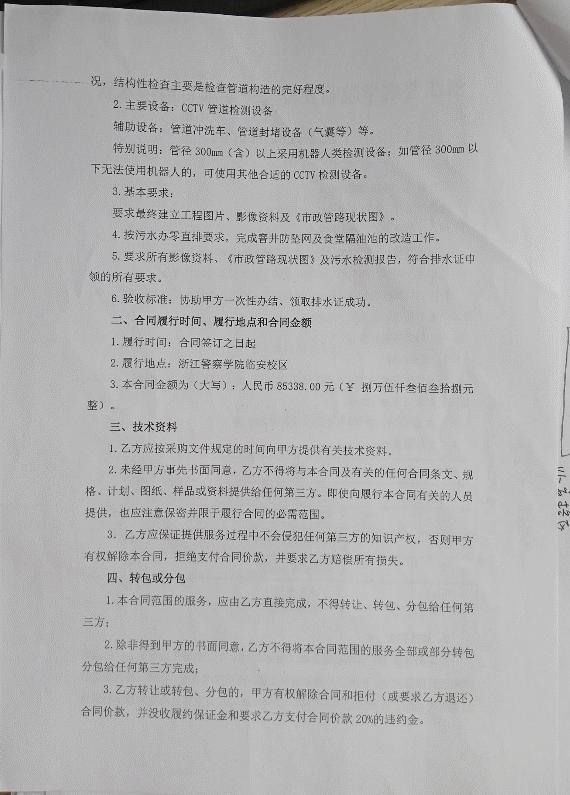 况，结构性检查主要是检查管道构造的完好程度。
2.主要设备：CCTV 管道检测设备
辅助设备：管道冲洗车、管道封堵设备（气囊等）等。
特别说明：管径300mm（含）以上采用机器人类检测设备；如管径 300mm 以
下无法使用机器人的，可使用其他合适的 CCTV 检测设备。
3.基本要求：
要求最终建立工程图片、影像资料及《市政管路现状图》。
4.按污水办零直排要求，完成窨井防坠网及食堂隔油池的改造工作。
5.要求所有影像资料、《市政管路现状图》及污水检测报告，符合排水证申
领的所有要求。
6.验收标准：协助甲方一次性办结、领取排水证成功。
二、合同履行时间、履行地点和合同金额
1.履行时间：合同签订之日起
2.履行地点：浙江警察学院临安校区
3.本合同金额为（大写）：人民币 85338.00 元（￥ 捌万伍仟叁佰叁拾捌元
整）。
三、技术资料
1.乙方应按采购文件规定的时间向甲方提供有关技术资料。
2.未经甲方事先书面同意，乙方不得将与本合同及有关的任何合同条文、规
格、计划、图纸、样品或资料提供给任何第三方。即使向履行本合同有关的人员
提供，也应注意保密并限于履行合同的必需范围。
3．乙方应保证提供服务过程中不会侵犯任何第三方的知识产权，否则甲方
有权解除本合同，拒绝支付合同价款，并要求乙方赔偿所有损失。
四、转包或分包
1.本合同范围的服务，应由乙方直接完成，不得转让、转包、分包给任何第
三方；
2.除非得到甲方的书面同意，乙方不得将本合同范围的服务全部或部分转包
分包给任何第三方完成；
3.乙方转让或转包、分包的，甲方有权解除合同和拒付（或要求乙方退还）
合同价款，并没收履约保证金和要求乙方支付合同价款 20%的违约金。